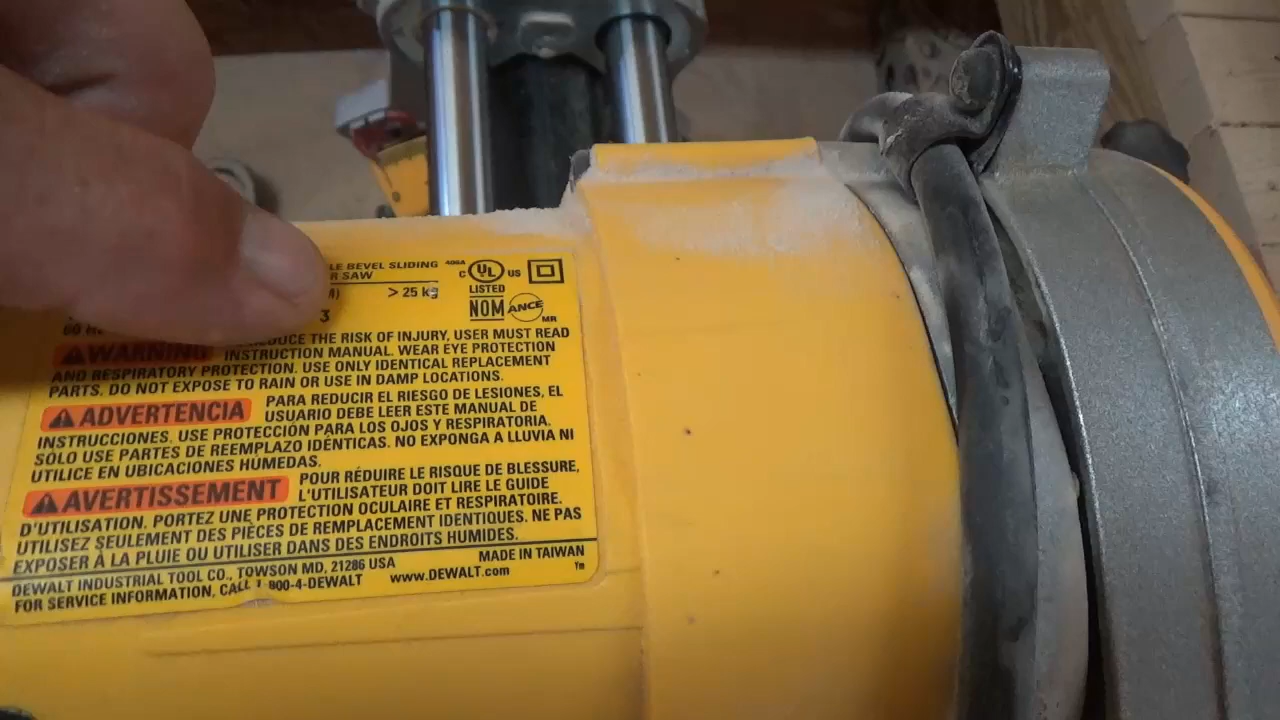 LE BEVEL SLIDING 406A
R SAW
M) > 25 kg
C UL US
LISTED
NOM ANCE MR
3
60 H
DUCE THE RISK OF INJURY, USER MUST READ
WARNING INSTRUCTION MANUAL. WEAR EYE PROTECTION
AND RESPIRATORY PROTECTION. USE ONLY IDENTICAL REPLACEMENT
PARTS. DO NOT EXPOSE TO RAIN OR USE IN DAMP LOCATIONS.
ADVERTENCIA PARA REDUCIR EL RIESGO DE LESIONES, EL
USUARIO DEBE LEER ESTE MANUAL DE
INSTRUCCIONES. USE PROTECCIÓN PARA LOS OJOS Y RESPIRATORIA.
SÓLO USE PARTES DE REEMPLAZO IDÉNTICAS. NO EXPONGA A LLUVIA NI
UTILICE EN UBICACIONES HÚMEDAS.
AVERTISSEMENT POUR RÉDUIRE LE RISQUE DE BLESSURE,
L'UTILISATEUR DOIT LIRE LE GUIDE
D'UTILISATION. PORTEZ UNE PROTECTION OCULAIRE ET RESPIRATOIRE.
UTILISEZ SEULEMENT DES PIÈCES DE REMPLACEMENT IDENTIQUES. NE PAS
EXPOSER À LA PLUIE OU UTILISER DANS DES ENDROITS HUMIDES.
DEWALT INDUSTRIAL TOOL CO., TOWSON MD, 21286 USA MADE IN TAIWAN
FOR SERVICE INFORMATION, CALL 1 800-4-DEWALT www.DEWALT.com Ym